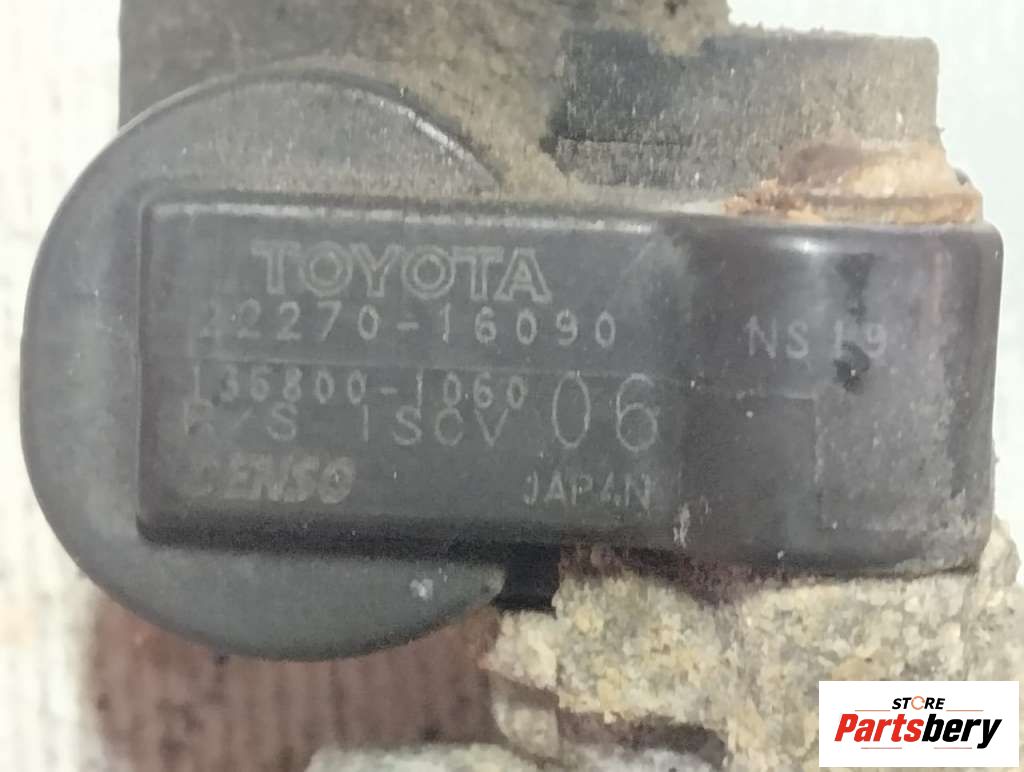 TOYOTA
22270-16090
136800-1060
R/S ISCV 06
DENSO
JAPAN
NS19
STORE
Partsbery